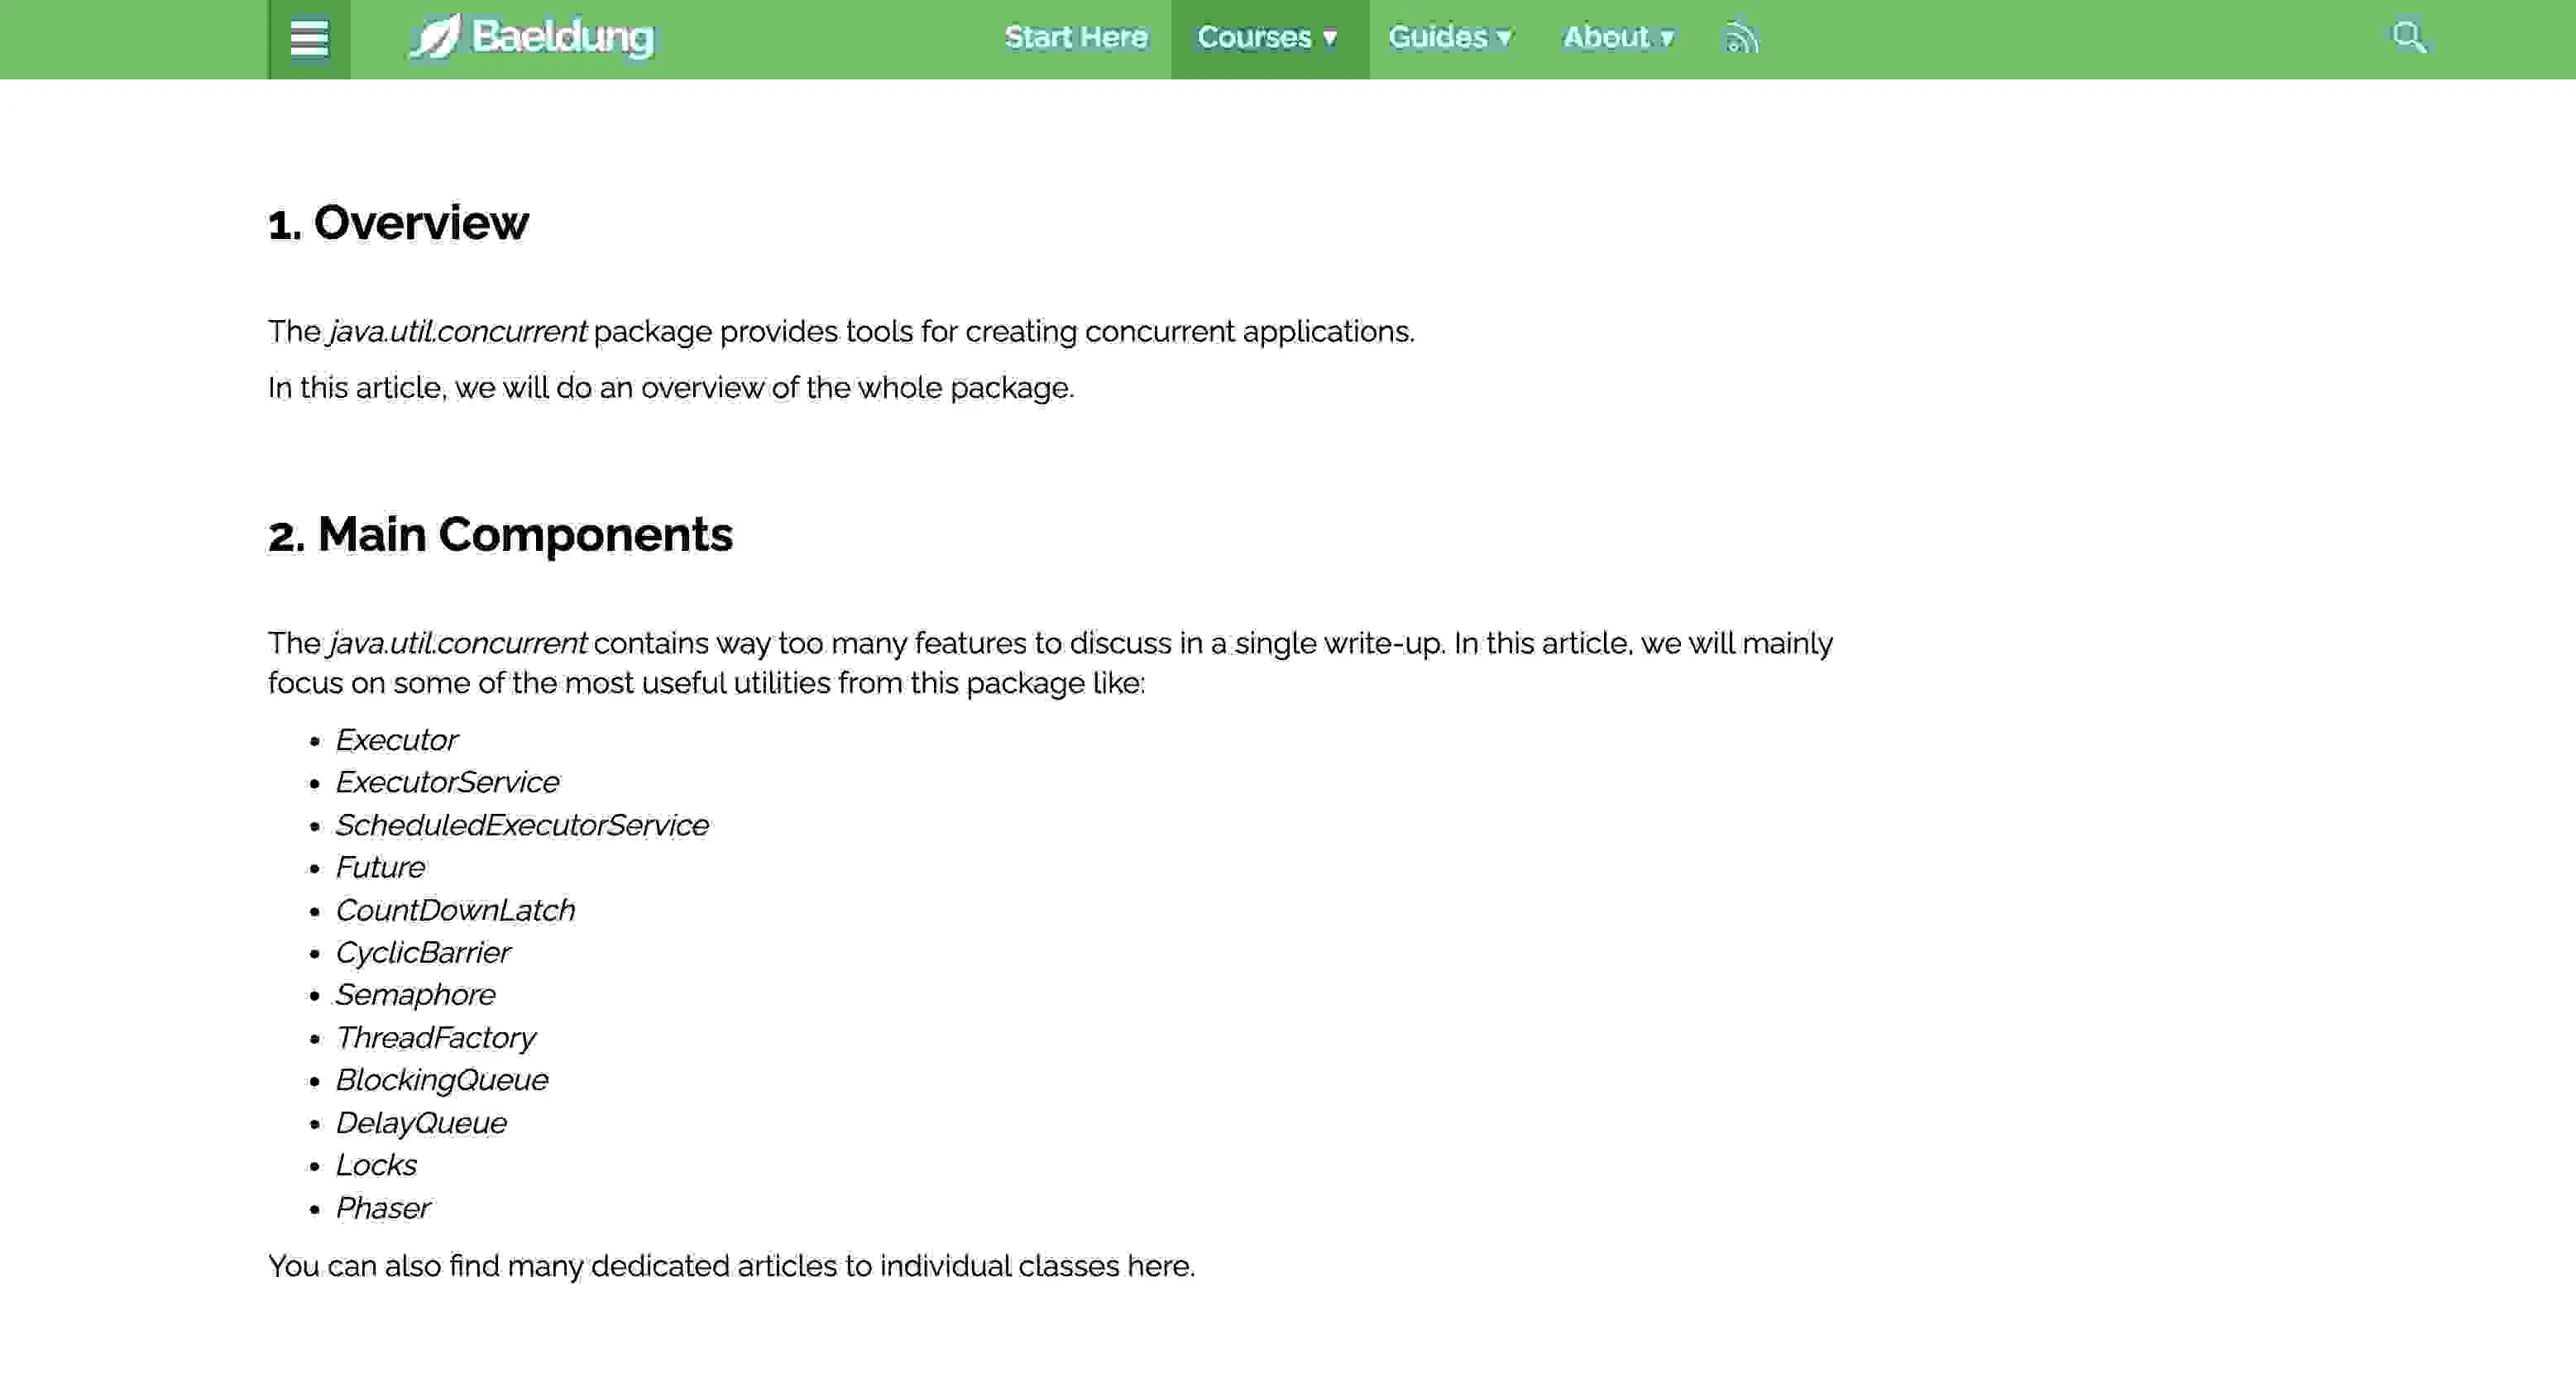 Baeldung
Start Here
Courses ▼
Guides ▼
About ▼
1. Overview
The java.util.concurrent package provides tools for creating concurrent applications.
In this article, we will do an overview of the whole package.
2. Main Components
The java.util.concurrent contains way too many features to discuss in a single write-up. In this article, we will mainly
focus on some of the most useful utilities from this package like:
• Executor
• ExecutorService
• ScheduledExecutorService
• Future
• CountDownLatch
• CyclicBarrier
• Semaphore
• ThreadFactory
• BlockingQueue
• DelayQueue
• Locks
• Phaser
You can also find many dedicated articles to individual classes here.